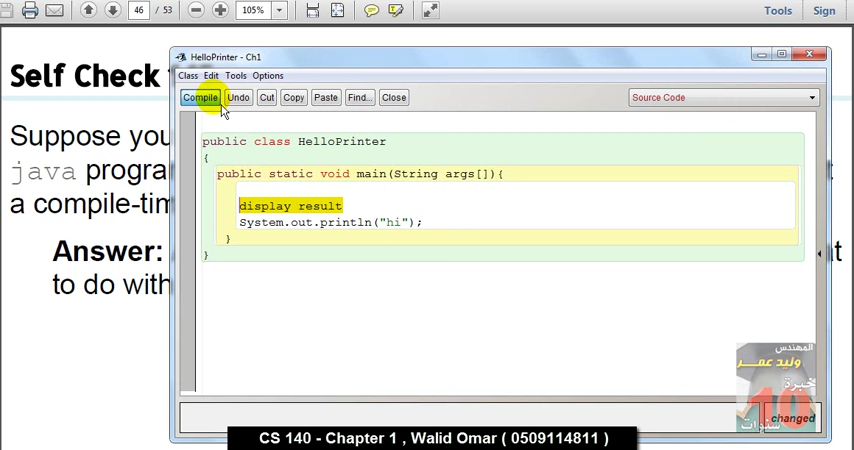 46 / 53
105%
Tools Sign
Self Check
HelloPrinter - Ch1
Class Edit Tools Options
Compile Undo Cut Copy Paste Find... Close
Source Code
Suppose you
java progra
a compile-tim
Answer:
at
to do with
public class HelloPrinter
{
public static void main(String args[]){
display result
System.out.println("hi");
}
}
المهندس
وليد عمر
خبرة
10
سنوات
changed
CS 140 - Chapter 1 , Walid Omar ( 0509114811 )